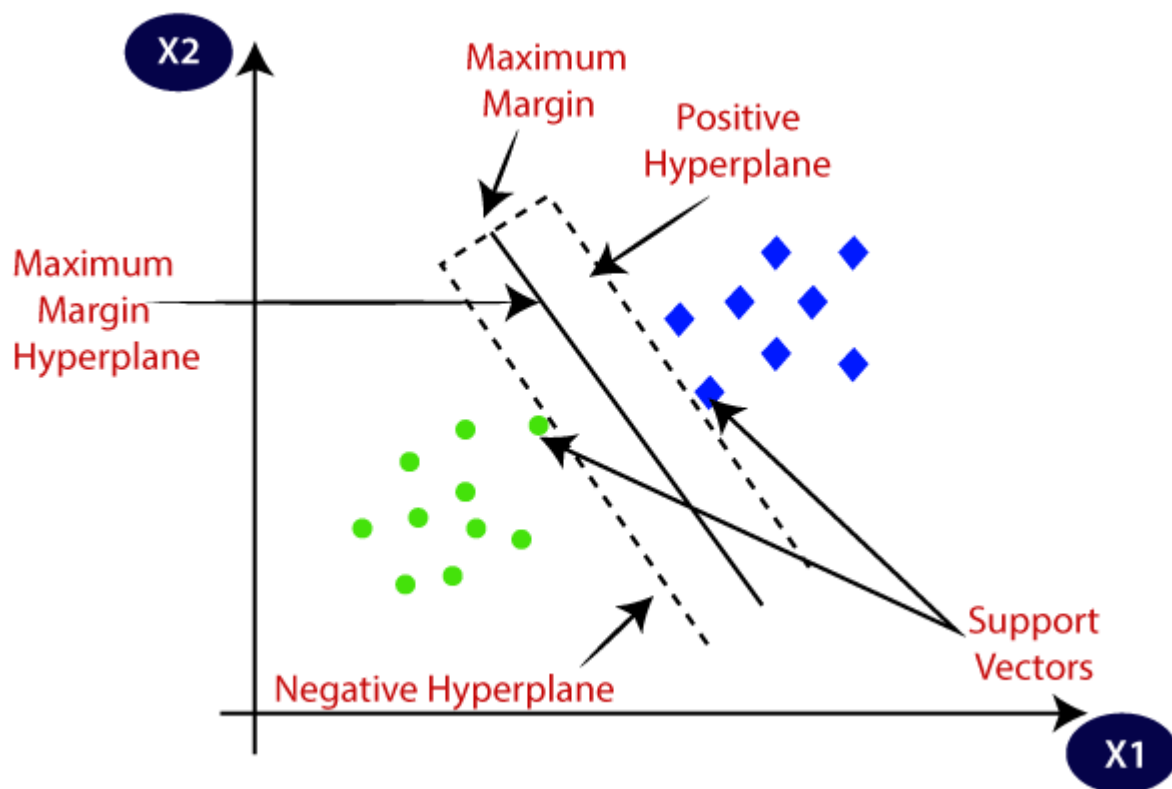 X2
Maximum
Margin
Positive
Hyperplane
Maximum
Margin
Hyperplane
Support
Vectors
Negative Hyperplane
X1